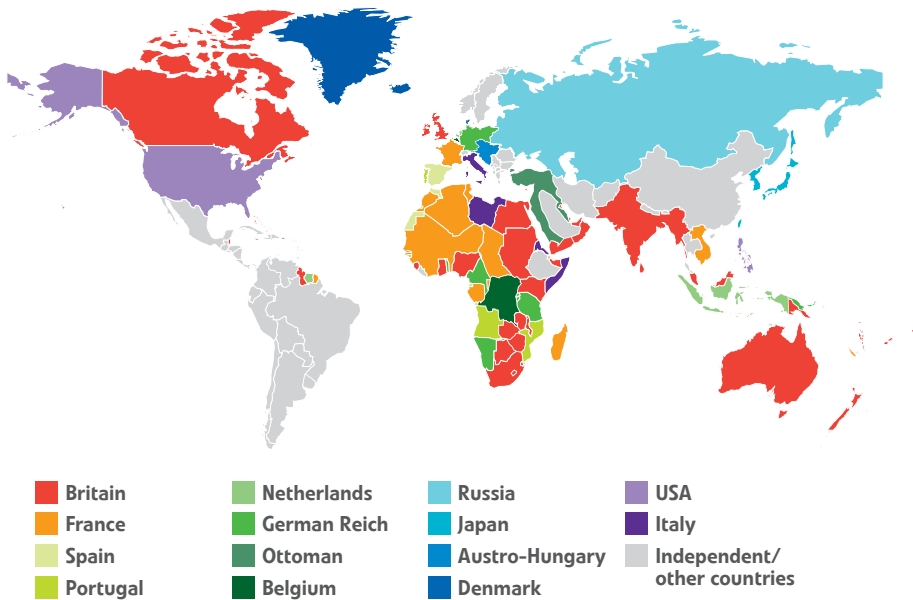 Britain
France
Spain
Portugal
Netherlands
German Reich
Ottoman
Belgium
Russia
Japan
Austro-Hungary
Denmark
USA
Italy
Independent/
other countries